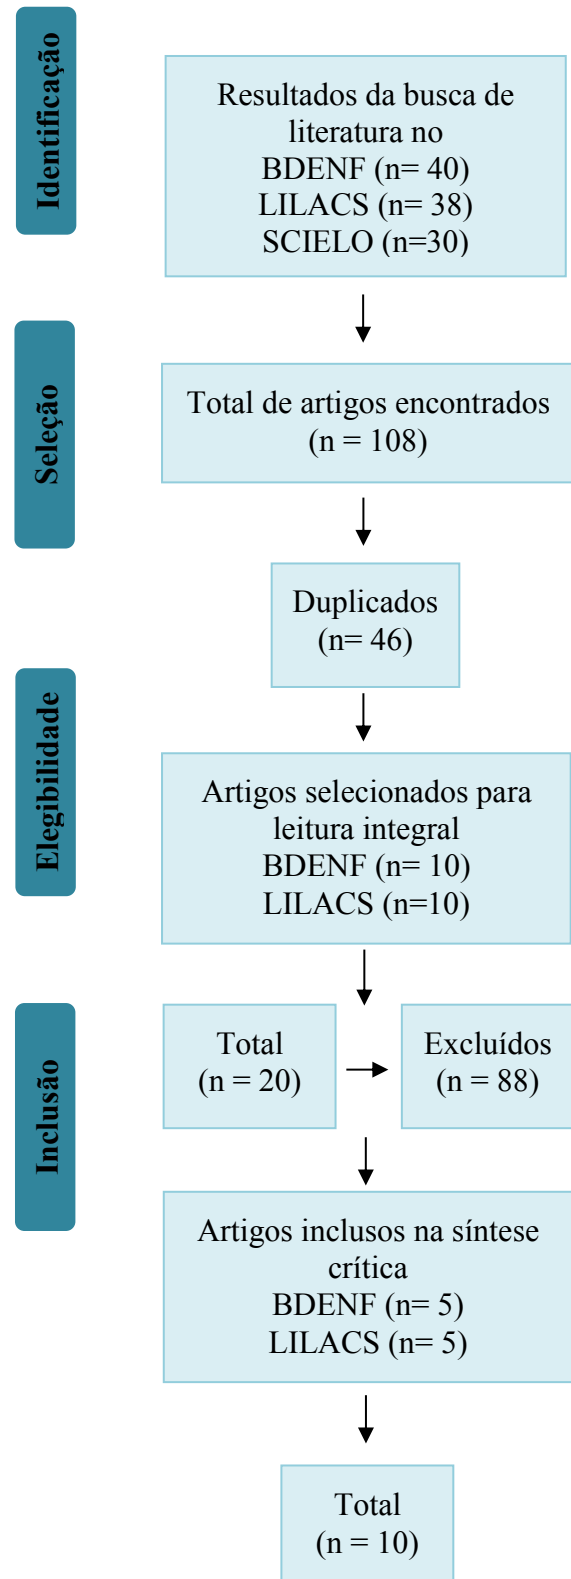 Identificação
Resultados da busca de
literatura no
BDENF (n= 40)
LILACS (n= 38)
SCIELO (n=30)
Seleção
Total de artigos encontrados
(n = 108)
Duplicados
(n= 46)
Elegibilidade
Artigos selecionados para
leitura integral
BDENF (n= 10)
LILACS (n=10)
Inclusão
Total
(n = 20)
Excluídos
(n = 88)
Artigos inclusos na síntese
crítica
BDENF (n= 5)
LILACS (n= 5)
Total
(n = 10)